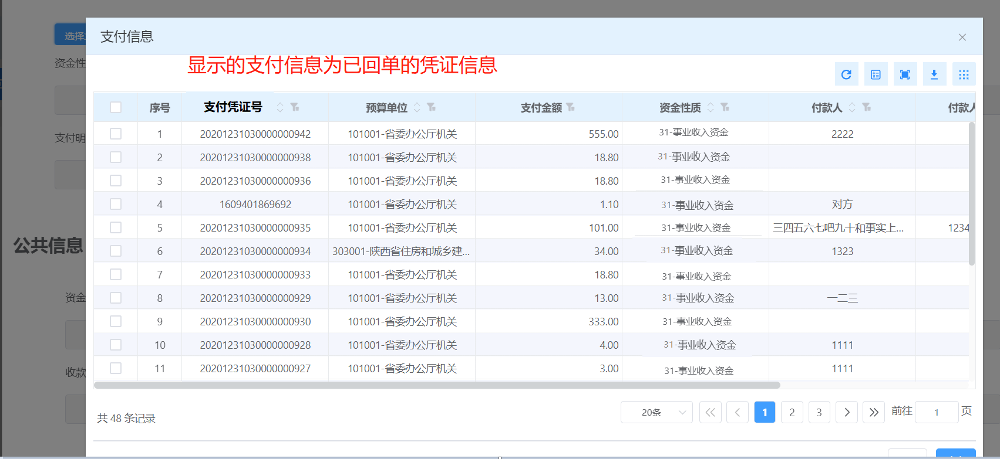 选择
支付信息
显示的支付信息为已回单的凭证信息
资金性
支付明
公共信息
资金
收款
序号 支付凭证号 预算单位 支付金额 资金性质 付款人 付款人
1 20201231030000000942 101001-省委办公厅机关 555.00 31-事业收入资金 2222
2 20201231030000000938 101001-省委办公厅机关 18.80 31-事业收入资金
3 20201231030000000936 101001-省委办公厅机关 18.80 31-事业收入资金
4 1609401869692 101001-省委办公厅机关 1.10 31-事业收入资金 对方
5 20201231030000000935 101001-省委办公厅机关 101.00 31-事业收入资金 三四五六七吧九十和事实上... 1234
6 20201231030000000934 303001-陕西省住房和城乡建... 34.00 31-事业收入资金 1323
7 20201231030000000933 101001-省委办公厅机关 18.80 31-事业收入资金
8 20201231030000000929 101001-省委办公厅机关 13.00 31-事业收入资金 一二三
9 20201231030000000930 101001-省委办公厅机关 333.00 31-事业收入资金
10 20201231030000000928 101001-省委办公厅机关 4.00 31-事业收入资金 1111
11 20201231030000000927 101001-省委办公厅机关 3.00 31-事业收入资金 1111
共 48 条记录
20条 1 2 3 前往 1 页